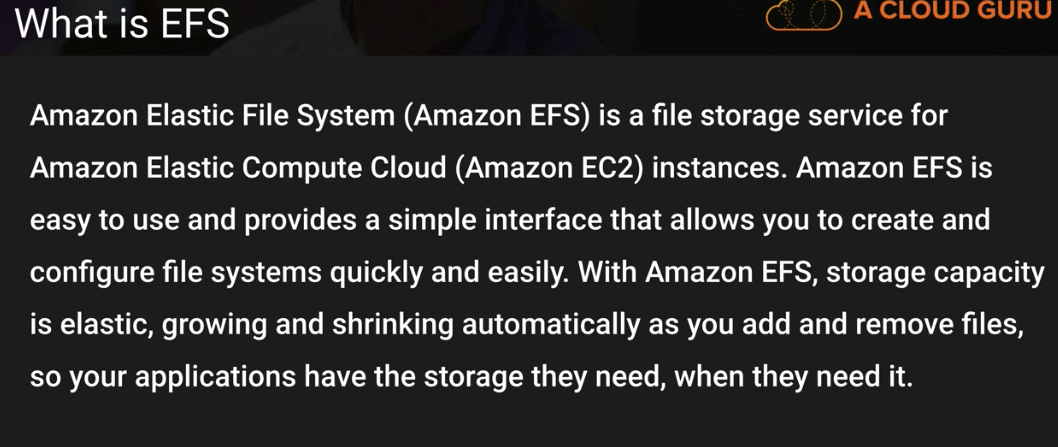 What is EFS
A CLOUD GURU
Amazon Elastic File System (Amazon EFS) is a file storage service for
Amazon Elastic Compute Cloud (Amazon EC2) instances. Amazon EFS is
easy to use and provides a simple interface that allows you to create and
configure file systems quickly and easily. With Amazon EFS, storage capacity
is elastic, growing and shrinking automatically as you add and remove files,
so your applications have the storage they need, when they need it.